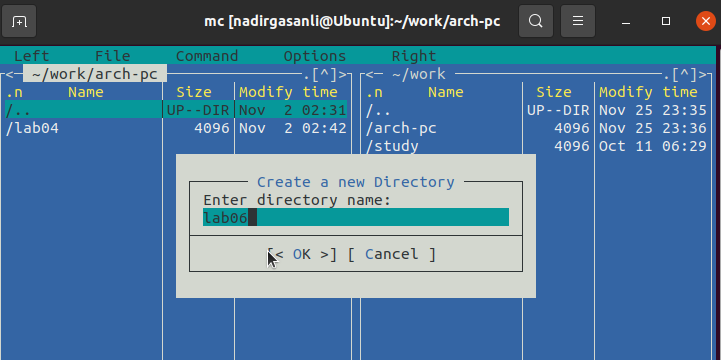 mc [nadirgasanli@Ubuntu]:~/work/arch-pc
Left File Command Options Right
<— ~/work/arch-pc —.[^]>
.n Name Size Modify time
/.. UP--DIR Nov 2 02:31
/lab04 4096 Nov 2 02:42
<— ~/work —.[^]>
.n Name Size Modify time
/.. UP--DIR Nov 25 23:35
/arch-pc 4096 Nov 25 23:36
/study 4096 Oct 11 06:29
Create a new Directory
Enter directory name:
lab06
[< OK >] [ Cancel ]